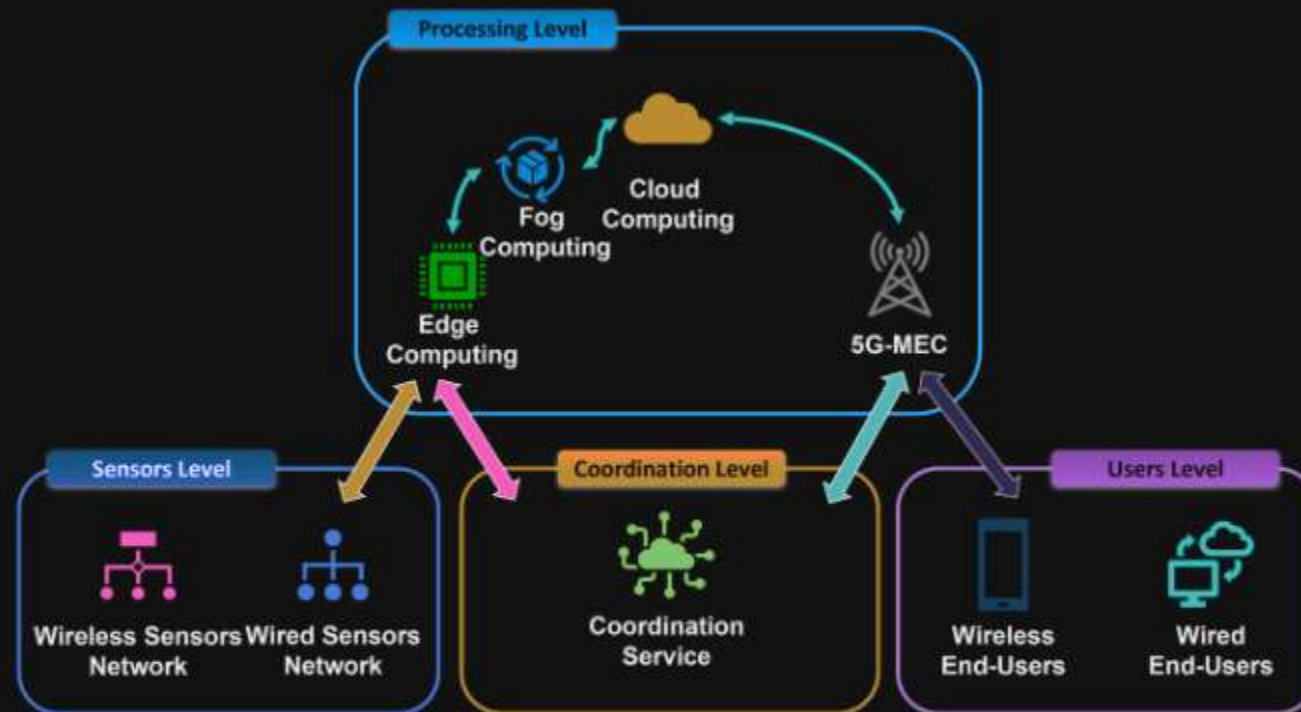 Processing Level
Cloud
Computing
Fog
Computing
Edge
Computing
5G-MEC
Sensors Level
Wireless Sensors
Network
Wired Sensors
Network
Coordination Level
Coordination
Service
Users Level
Wireless
End-Users
Wired
End-Users